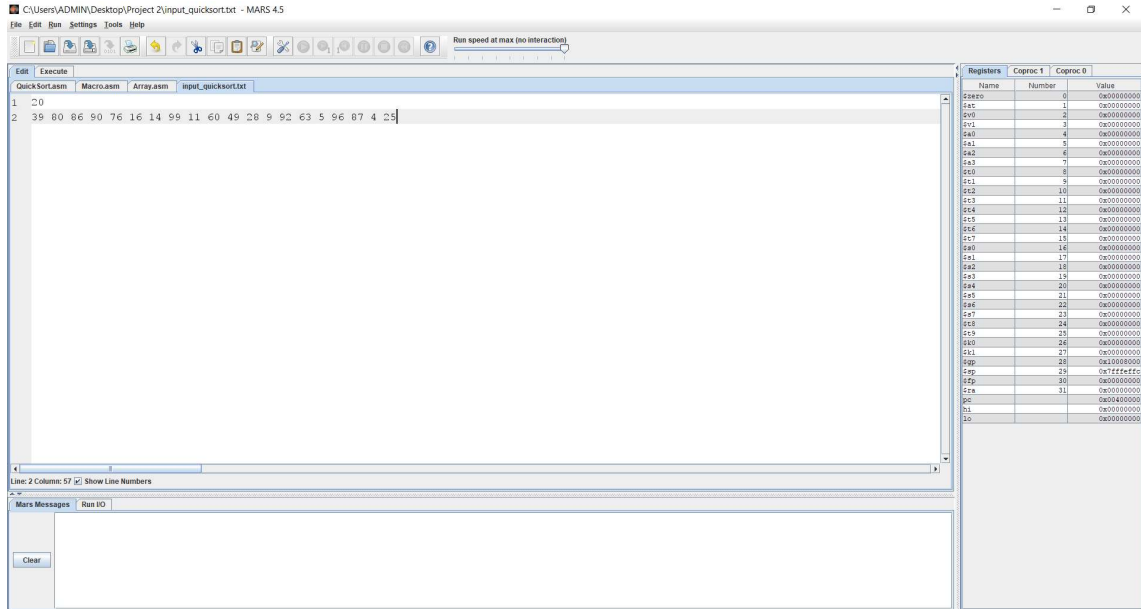 C:\Users\ADMIN\Desktop\Project 2\input_quicksort.txt - MARS 4.5
File Edit Run Settings Tools Help
Run speed at max (no interaction)
Edit Execute
QuickSort.asm Macro.asm Array.asm input_quicksort.txt
1 20
2 39 80 86 90 76 16 14 99 11 60 49 28 9 92 63 5 96 87 4 25
Line: 2 Column: 57 Show Line Numbers
Mars Messages Run I/O
Clear
Registers Coproc 1 Coproc 0
Name Number Value
$zero 0 0x00000000
$at 1 0x00000000
$v0 2 0x00000000
$v1 3 0x00000000
$a0 4 0x00000000
$a1 5 0x00000000
$a2 6 0x00000000
$a3 7 0x00000000
$t0 8 0x00000000
$t1 9 0x00000000
$t2 10 0x00000000
$t3 11 0x00000000
$t4 12 0x00000000
$t5 13 0x00000000
$t6 14 0x00000000
$t7 15 0x00000000
$s0 16 0x00000000
$s1 17 0x00000000
$s2 18 0x00000000
$s3 19 0x00000000
$s4 20 0x00000000
$s5 21 0x00000000
$s6 22 0x00000000
$s7 23 0x00000000
$t8 24 0x00000000
$t9 25 0x00000000
$k0 26 0x00000000
$k1 27 0x00000000
$gp 28 0x10008000
$sp 29 0x7fffeffc
$fp 30 0x00000000
$ra 31 0x00000000
pc 0x00400000
hi 0x00000000
lo 0x00000000